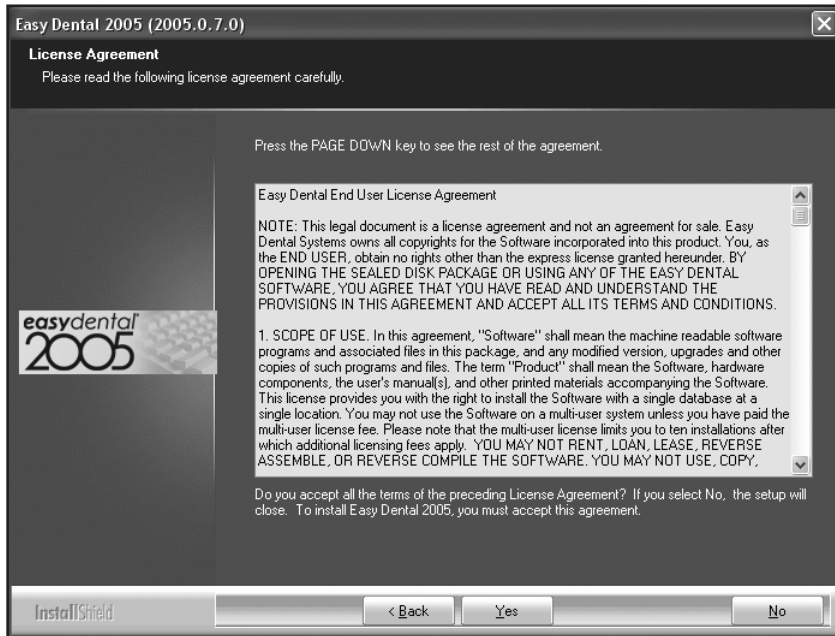 Easy Dental 2005 (2005.0.7.0)
License Agreement
Please read the following license agreement carefully.
Press the PAGE DOWN key to see the rest of the agreement.
Easy Dental End User License Agreement
NOTE: This legal document is a license agreement and not an agreement for sale. Easy
Dental Systems owns all copyrights for the Software incorporated into this product. You, as
the END USER, obtain no rights other than the express license granted hereunder. BY
OPENING THE SEALED DISK PACKAGE OR USING ANY OF THE EASY DENTAL
SOFTWARE, YOU AGREE THAT YOU HAVE READ AND UNDERSTAND THE
PROVISIONS IN THIS AGREEMENT AND ACCEPT ALL ITS TERMS AND CONDITIONS.
1. SCOPE OF USE. In this agreement, "Software" shall mean the machine readable software
programs and associated files in this package, and any modified version, upgrades and other
copies of such programs and files. The term "Product" shall mean the Software, hardware
components, the user's manual(s), and other printed materials accompanying the Software.
This license provides you with the right to install the Software with a single database at a
single location. You may not use the Software on a multi-user system unless you have paid the
multi-user license fee. Please note that the multi-user license limits you to ten installations after
which additional licensing fees apply. YOU MAY NOT RENT, LOAN, LEASE, REVERSE
ASSEMBLE, OR REVERSE COMPILE THE SOFTWARE. YOU MAY NOT USE, COPY,
easydental
2005
Do you accept all the terms of the preceding License Agreement? If you select No, the setup will
close. To install Easy Dental 2005, you must accept this agreement.
InstallShield
< Back
Yes
No